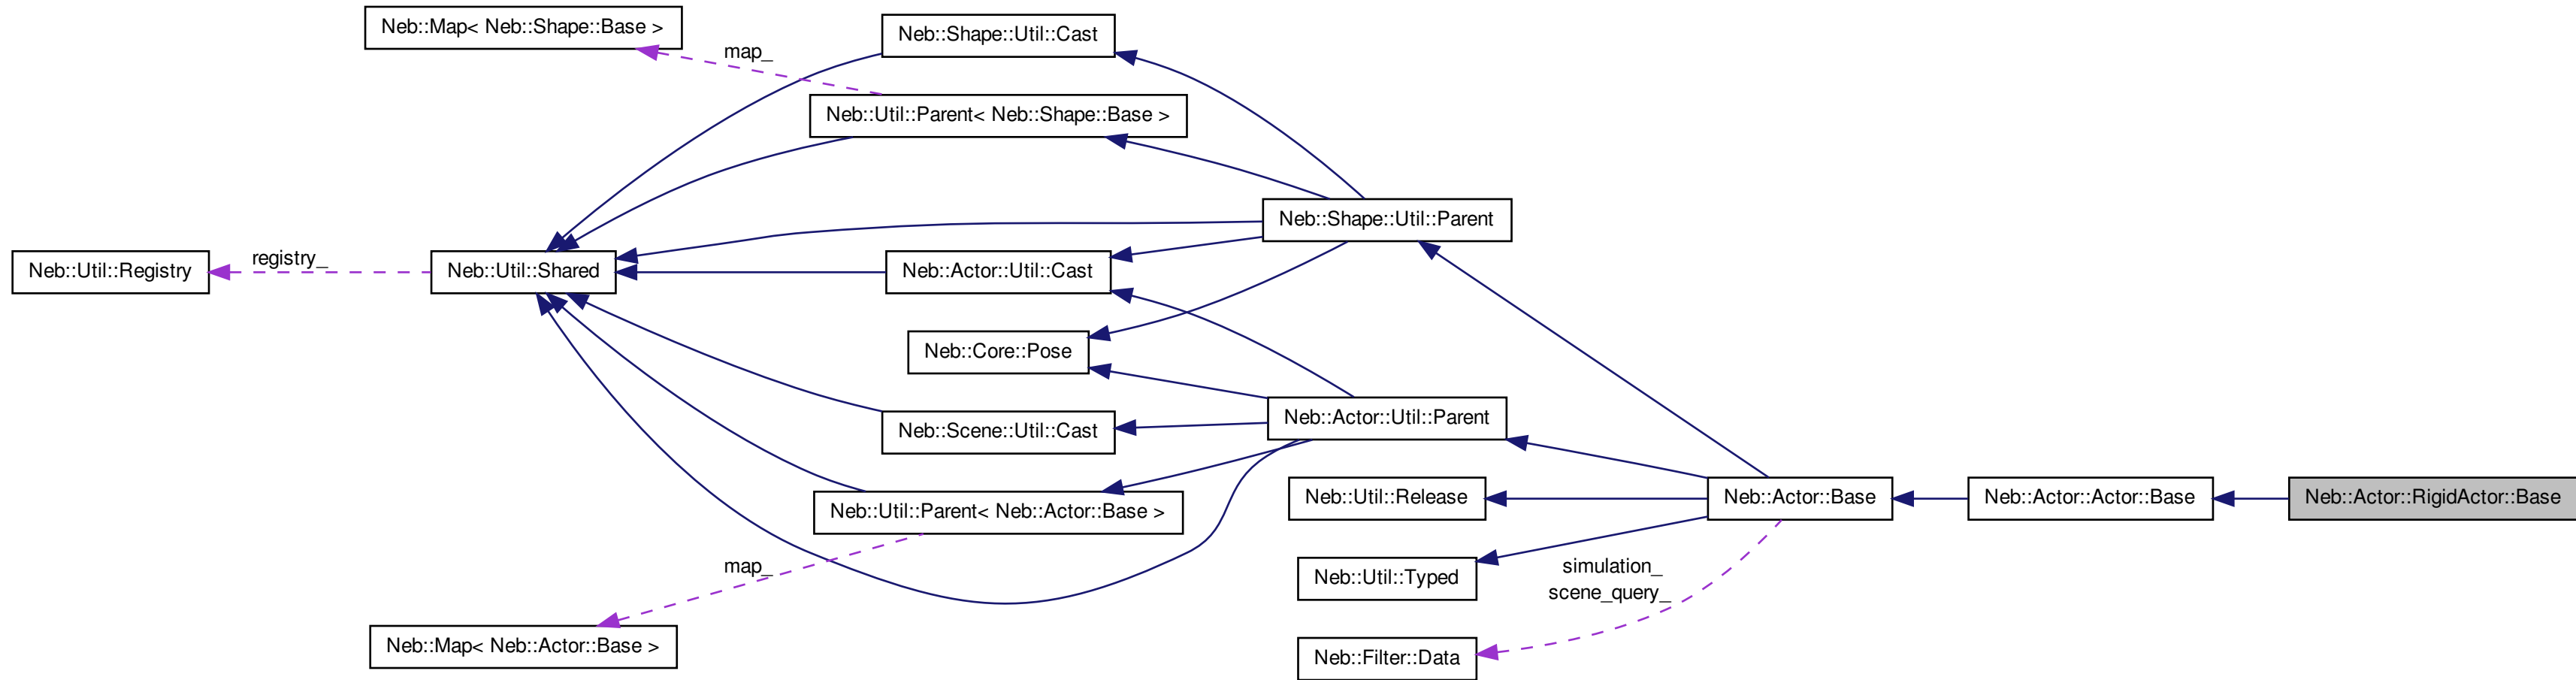 Neb::Map< Neb::Shape::Base >
Neb::Shape::Util::Cast
map_
Neb::Util::Parent< Neb::Shape::Base >
Neb::Shape::Util::Parent
Neb::Util::Registry
registry_
Neb::Util::Shared
Neb::Actor::Util::Cast
Neb::Core::Pose
Neb::Scene::Util::Cast
Neb::Actor::Util::Parent
Neb::Util::Parent< Neb::Actor::Base >
Neb::Util::Release
Neb::Actor::Base
Neb::Actor::Actor::Base
Neb::Actor::RigidActor::Base
map_
Neb::Util::Typed
simulation_
scene_query_
Neb::Map< Neb::Actor::Base >
Neb::Filter::Data